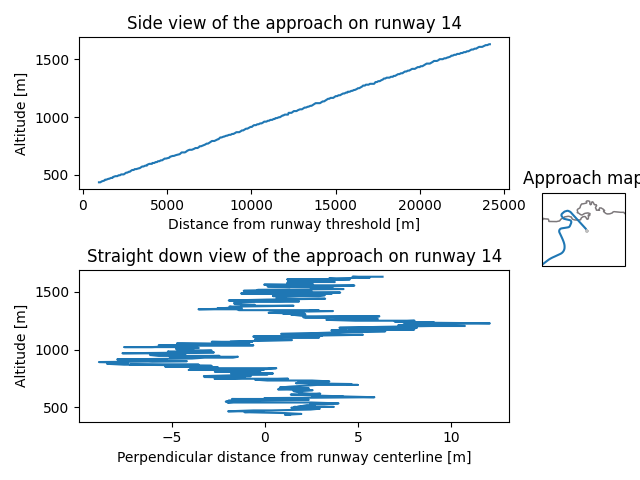 Side view of the approach on runway 14
1500
1000
500
Altitude [m]
0 5000 10000 15000 20000 25000
Distance from runway threshold [m]
Approach map
Straight down view of the approach on runway 14
1500
1000
500
Altitude [m]
−5 0 5 10
Perpendicular distance from runway centerline [m]